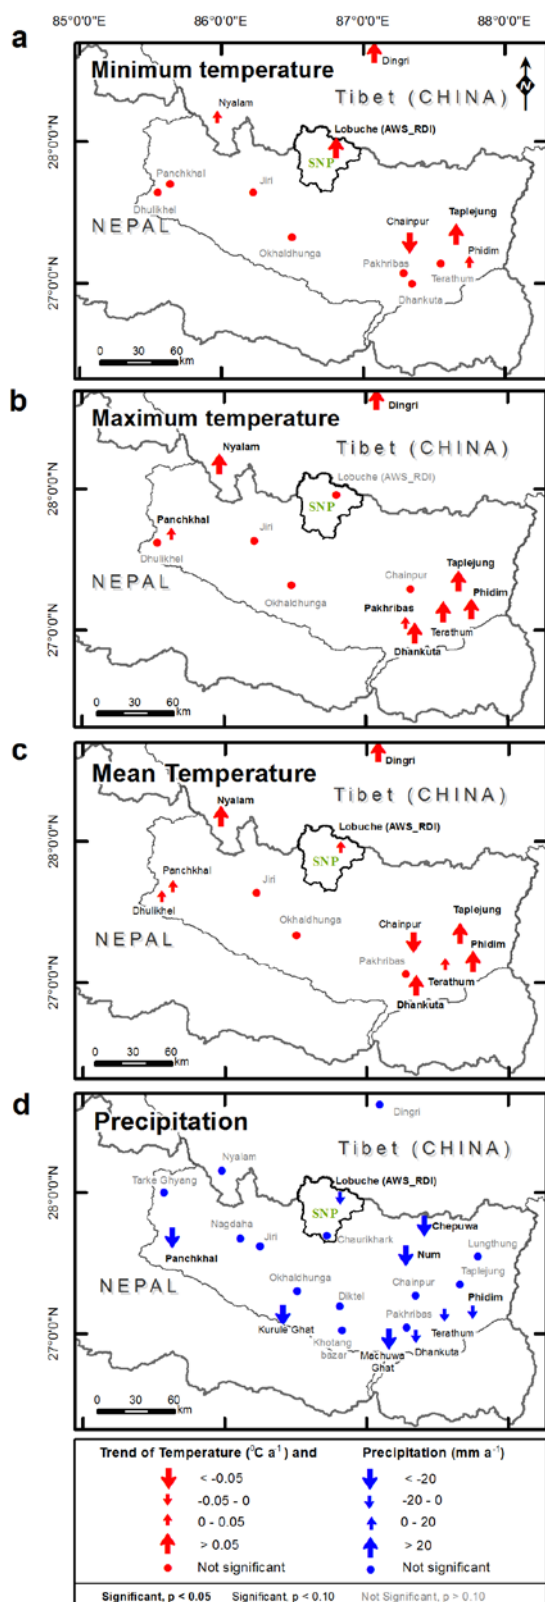 85°0'0"E 86°0'0"E 87°0'0"E 88°0'0"E
a
Minimum temperature
Dingri
Tibet (CHINA)
Nyalam
Lobuche (AWS_RDI)
28°0'0"N
SNP
Panchkhal
Jiri
Dhulikhel
NEPAL
Chainpur
Taplejung
Okhaldhunga
Phidim
Pakhribas
Terathum
27°0'0"N
Dhankuta
0 30 60
km
b
Maximum temperature
Dingri
Tibet (CHINA)
Nyalam
Lobuche (AWS_RDI)
28°0'0"N
SNP
Panchkhal
Jiri
Dhulikhel
NEPAL
Chainpur
Taplejung
Okhaldhunga
Phidim
Pakhribas
Terathum
27°0'0"N
Dhankuta
0 30 60
km
c
Mean Temperature
Dingri
Tibet (CHINA)
Nyalam
Lobuche (AWS_RDI)
28°0'0"N
SNP
Panchkhal
Jiri
Dhulikhel
NEPAL
Okhaldhunga
Chainpur
Taplejung
Phidim
Pakhribas
Terathum
27°0'0"N
Dhankuta
0 30 60
km
d
Precipitation
Dingri
Tibet (CHINA)
Nyalam
Tarke Ghyang
Lobuche (AWS_RDI)
28°0'0"N
SNP
Nagdaha
Jiri
Chaurikhark
Chepuwa
Panchkhal
Num
Lungthung
NEPAL
Okhaldhunga
Diktel
Chainpur
Taplejung
Phidim
Pakhribas
Kurule Ghat
Terathum
27°0'0"N
Khotang
bazar
Machuwa
Ghat
Dhankuta
0 30 60
km
Trend of Temperature (⁰C a¹) and Precipitation (mm a⁻¹)
< -0.05 < -20
-0.05 - 0 -20 - 0
0 - 0.05 0 - 20
> 0.05 > 20
Not significant Not significant
Significant, p < 0.05 Significant, p < 0.10 Not Significant p > 0.10